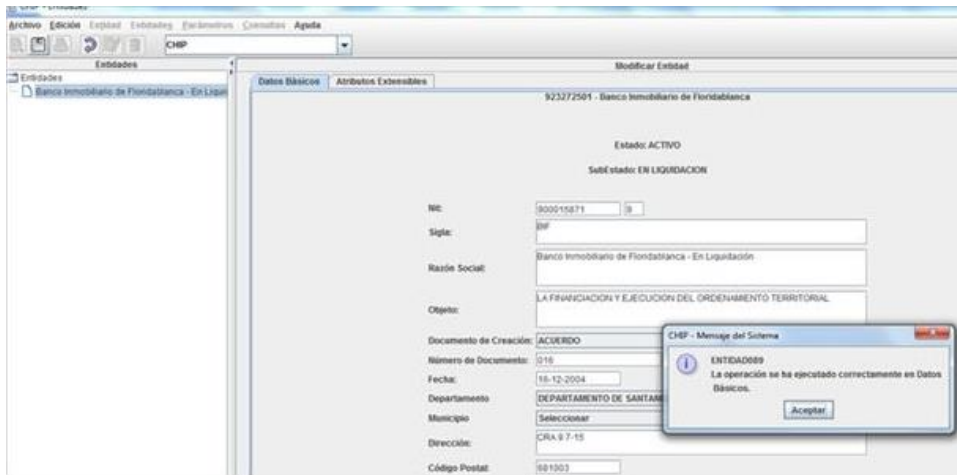 CHIP - Entidades
Archivo Edición Entidad Entidades Parámetros Consultas Ayuda
CHIP
Entidades
Entidades
Banco Inmobiliario de Floridablanca - En Liqui
Modificar Entidad
Datos Básicos Atributos Extensibles
923272501 - Banco Inmobiliario de Floridablanca
Estado: ACTIVO
SubEstado: EN LIQUIDACION
Nit: 900015871 9
Sigla: BIF
Razón Social: Banco Inmobiliario de Floridablanca - En Liquidación
Objeto: LA FINANCIACION Y EJECUCION DEL ORDENAMIENTO TERRITORIAL
Documento de Creación: ACUERDO
Número de Documento: 016
Fecha: 16-12-2004
Departamento DEPARTAMENTO DE SANTAN
Municipio Seleccionar
Dirección: CRA 9 7-15
Código Postal: 681003
CHIP - Mensaje del Sistema
ENTIDAD089
La operación se ha ejecutado correctamente en Datos
Básicos.
Aceptar